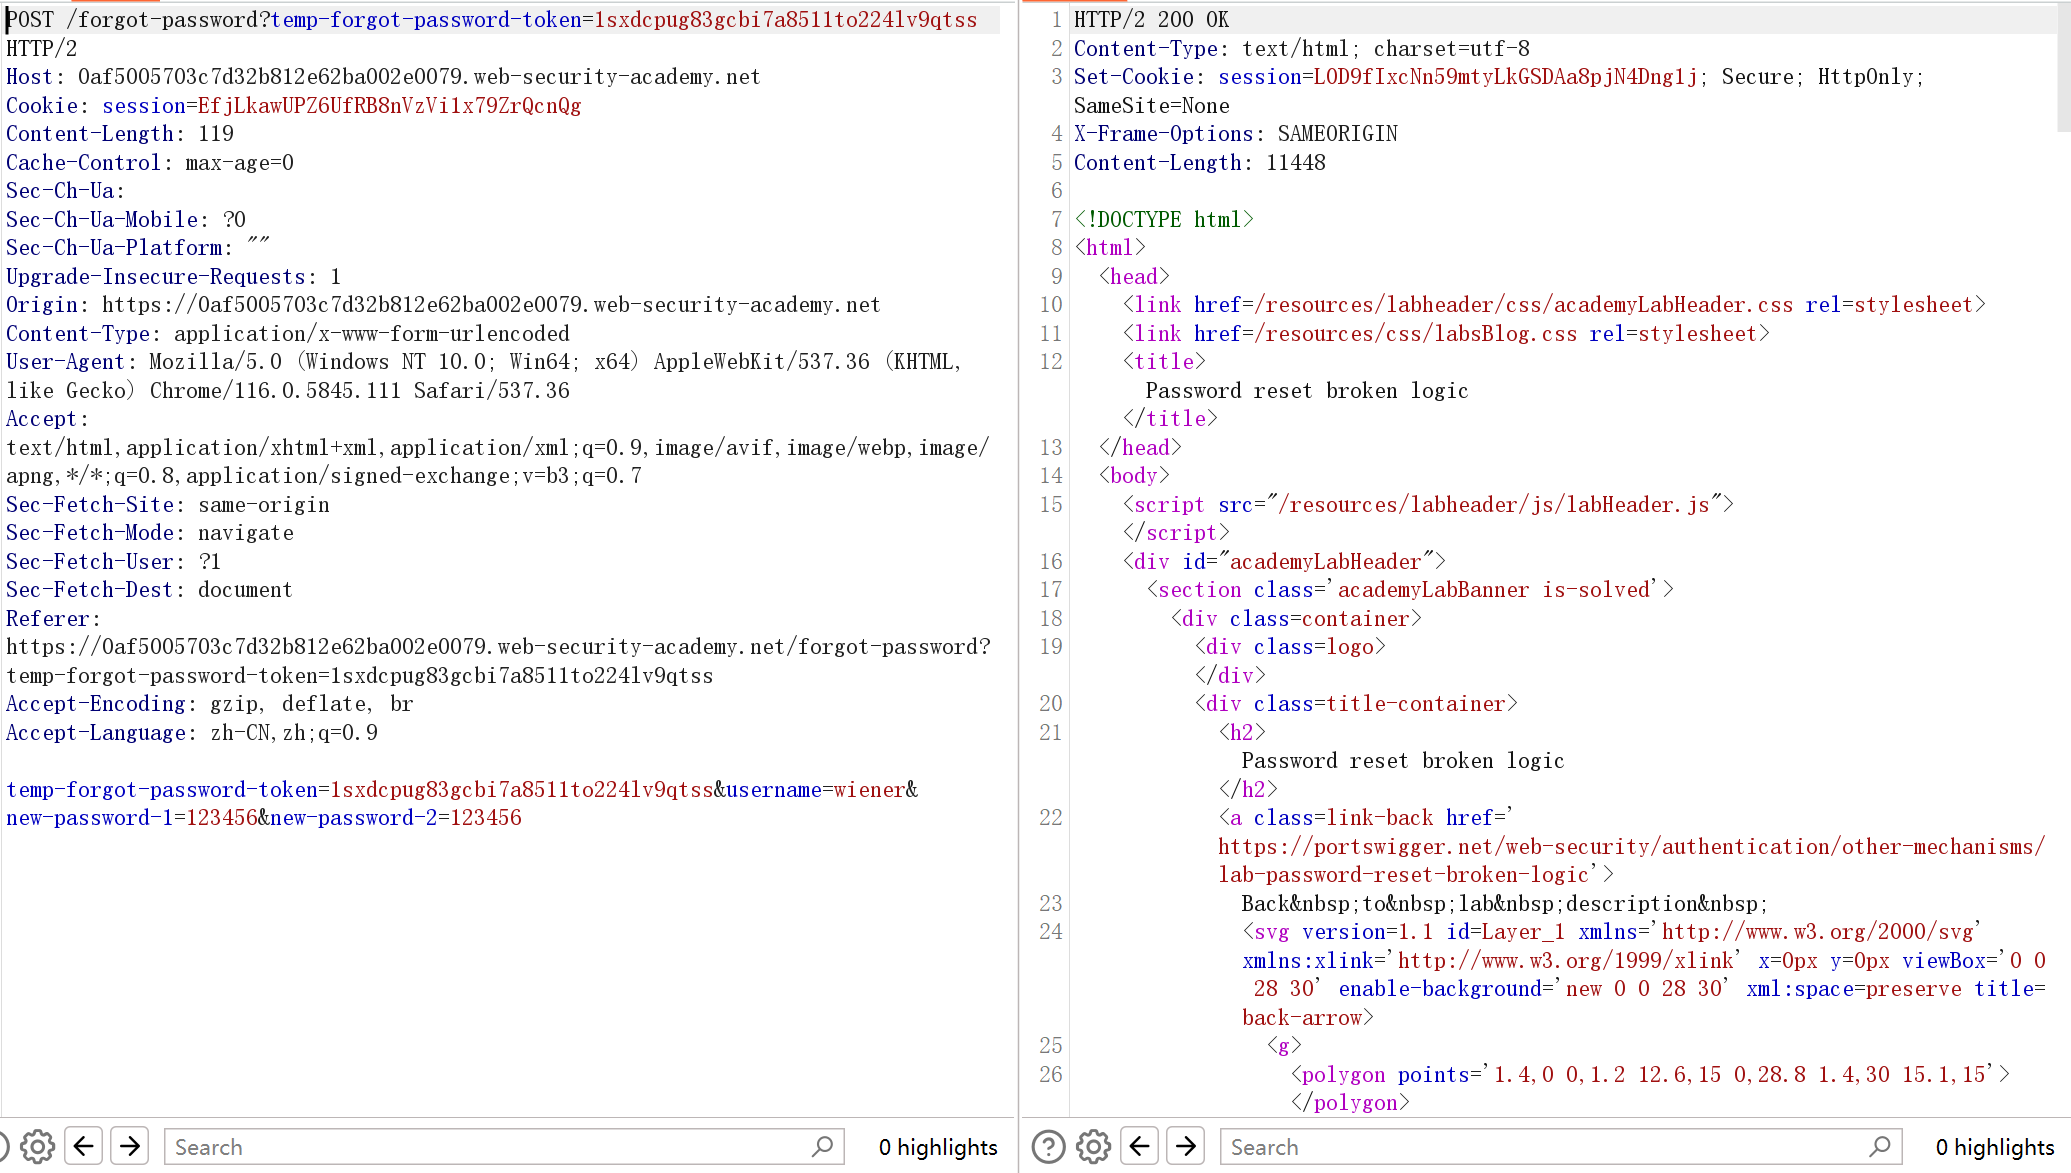 POST /forgot-password?temp-forgot-password-token=1sxdcpug83gcbi7a8511to224lv9qtss
HTTP/2
Host: 0af5005703c7d32b812e62ba002e0079.web-security-academy.net
Cookie: session=EfjLkawUPZ6UfRB8nVzVi1x79ZrQcnQg
Content-Length: 119
Cache-Control: max-age=0
Sec-Ch-Ua:
Sec-Ch-Ua-Mobile: ?0
Sec-Ch-Ua-Platform: ""
Upgrade-Insecure-Requests: 1
Origin: https://0af5005703c7d32b812e62ba002e0079.web-security-academy.net
Content-Type: application/x-www-form-urlencoded
User-Agent: Mozilla/5.0 (Windows NT 10.0; Win64; x64) AppleWebKit/537.36 (KHTML,
like Gecko) Chrome/116.0.5845.111 Safari/537.36
Accept:
text/html,application/xhtml+xml,application/xml;q=0.9,image/avif,image/webp,image/
apng,*/*;q=0.8,application/signed-exchange;v=b3;q=0.7
Sec-Fetch-Site: same-origin
Sec-Fetch-Mode: navigate
Sec-Fetch-User: ?1
Sec-Fetch-Dest: document
Referer:
https://0af5005703c7d32b812e62ba002e0079.web-security-academy.net/forgot-password?
temp-forgot-password-token=1sxdcpug83gcbi7a8511to224lv9qtss
Accept-Encoding: gzip, deflate, br
Accept-Language: zh-CN,zh;q=0.9
temp-forgot-password-token=1sxdcpug83gcbi7a8511to224lv9qtss&username=wiener&
new-password-1=123456&new-password-2=123456
Search
0 highlights
1 HTTP/2 200 OK
2 Content-Type: text/html; charset=utf-8
3 Set-Cookie: session=LOD9fIxcNn59mtyLkGSDAa8pjN4Dng1j; Secure; HttpOnly;
SameSite=None
4 X-Frame-Options: SAMEORIGIN
5 Content-Length: 11448
6
7 <!DOCTYPE html>
8 <html>
9 <head>
10 <link href=/resources/labheader/css/academyLabHeader.css rel=stylesheet>
11 <link href=/resources/css/labsBlog.css rel=stylesheet>
12 <title>
Password reset broken logic
</title>
13 </head>
14 <body>
15 <script src="/resources/labheader/js/labHeader.js">
</script>
16 <div id="academyLabHeader">
17 <section class='academyLabBanner is-solved'>
18 <div class=container>
19 <div class=logo>
</div>
20 <div class=title-container>
21 <h2>
Password reset broken logic
</h2>
22 <a class=link-back href='
https://portswigger.net/web-security/authentication/other-mechanisms/
lab-password-reset-broken-logic'>
23 Back&nbsp;to&nbsp;lab&nbsp;description&nbsp;
24 <svg version=1.1 id=Layer_1 xmlns='http://www.w3.org/2000/svg'
xmlns:xlink='http://www.w3.org/1999/xlink' x=0px y=0px viewBox='0 0
28 30' enable-background='new 0 0 28 30' xml:space=preserve title=
back-arrow>
25 <g>
26 <polygon points='1.4,0 0,1.2 12.6,15 0,28.8 1.4,30 15.1,15'>
</polygon>
Search
0 highlights